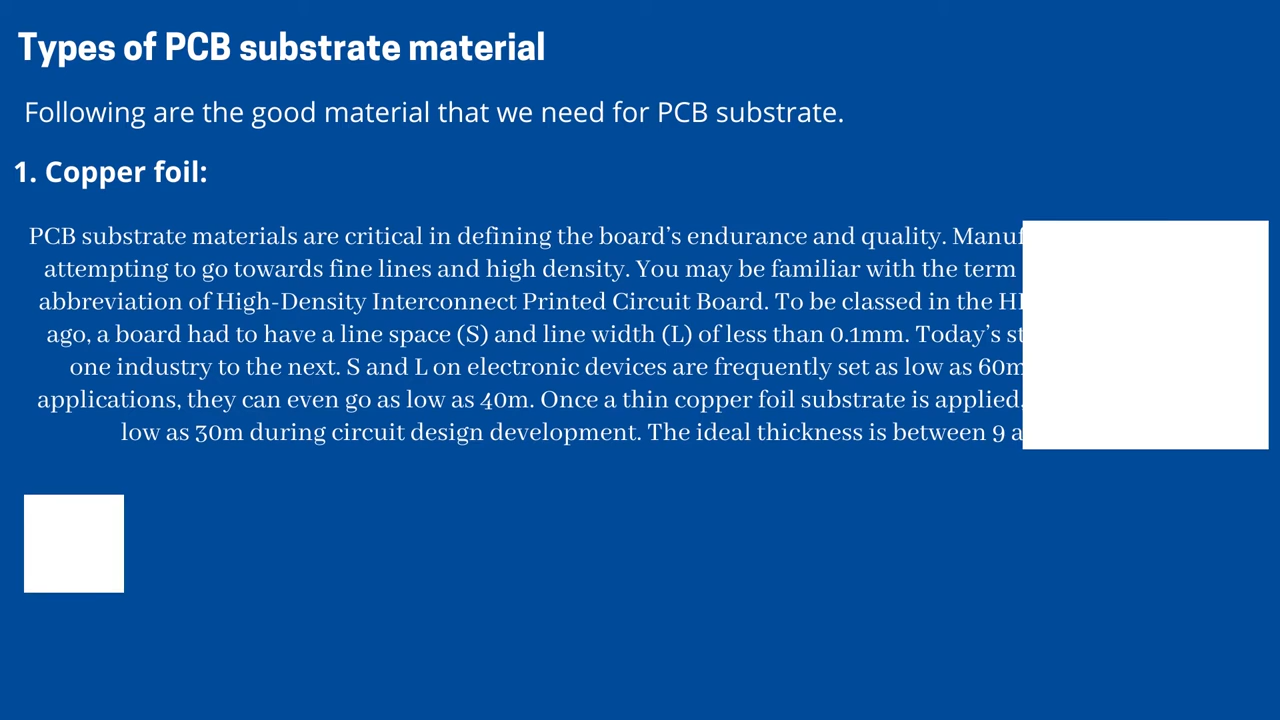 Types of PCB substrate material
Following are the good material that we need for PCB substrate.
1. Copper foil:
PCB substrate materials are critical in defining the board’s endurance and quality.
attempting to go towards fine lines and high density. You may be familiar with the term
abbreviation of High-Density Interconnect Printed Circuit Board. To be classed in the
ago, a board had to have a line space (S) and line width (L) of less than 0.1mm. Today’s
one industry to the next. S and L on electronic devices are frequently set as low as 60m
applications, they can even go as low as 40m. Once a thin copper foil substrate is applied,
low as 30m during circuit design development. The ideal thickness is between 9